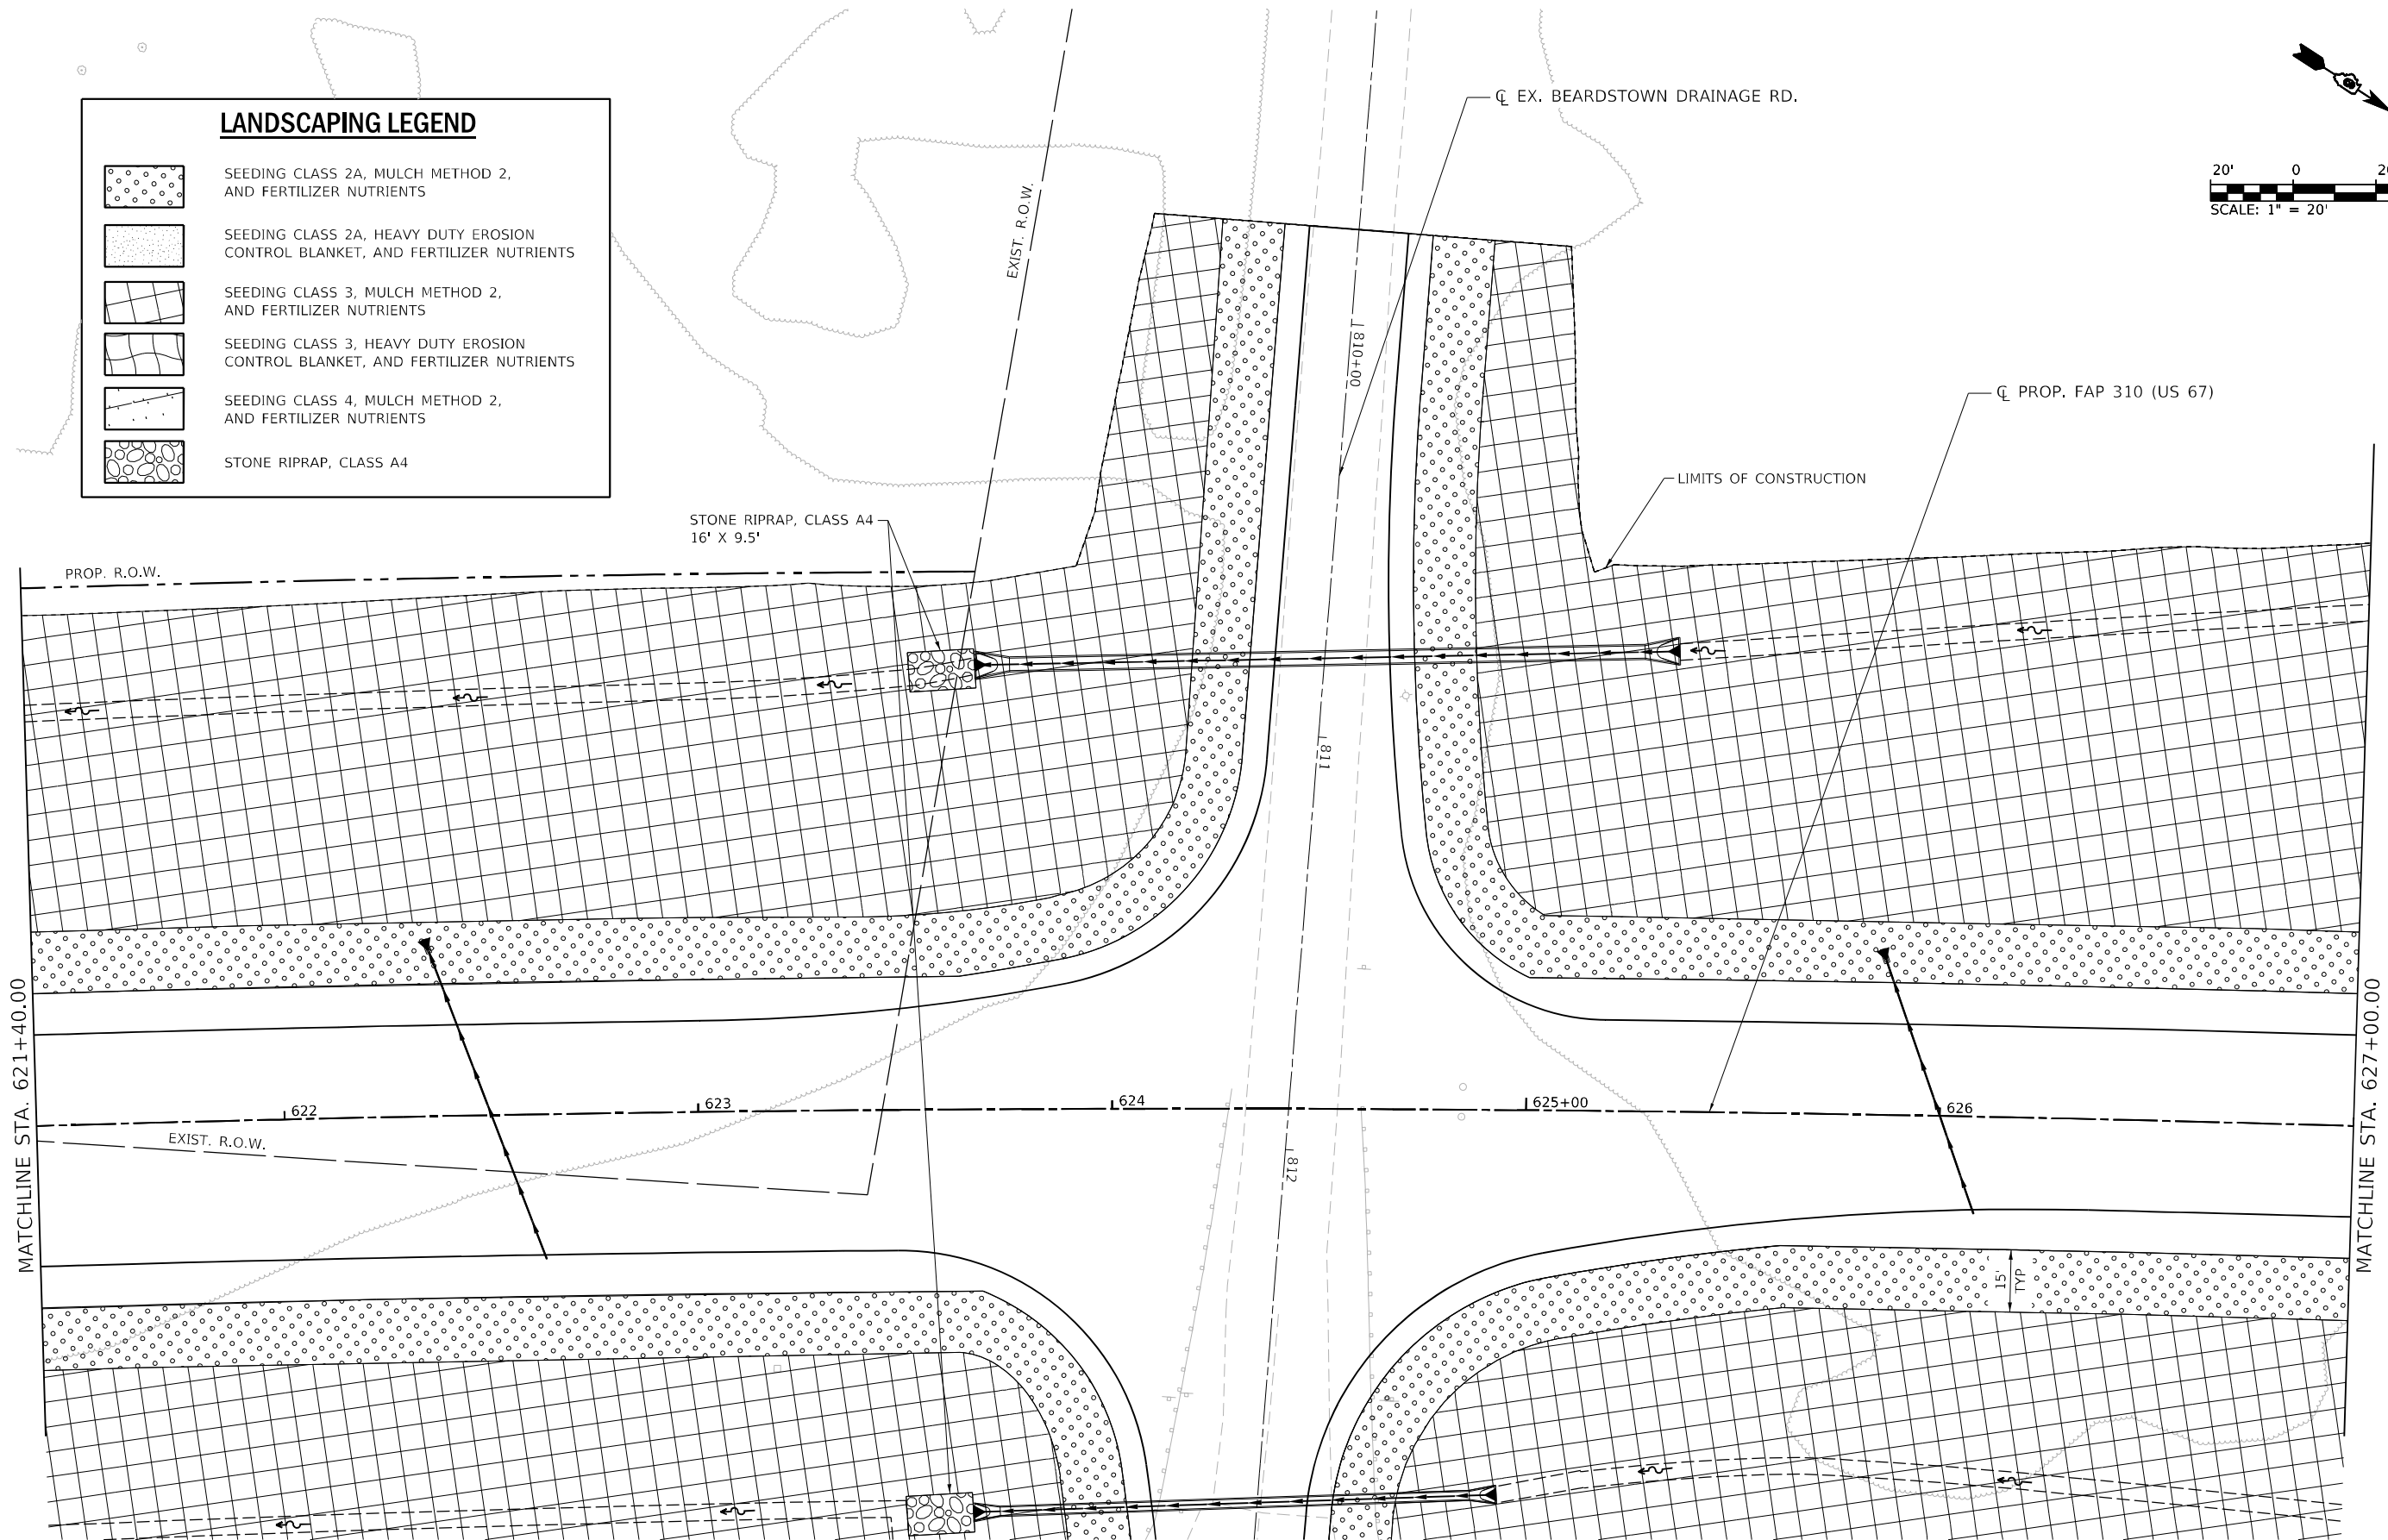 LANDSCAPING LEGEND
SEEDING CLASS 2A, MULCH METHOD 2,
AND FERTILIZER NUTRIENTS
SEEDING CLASS 2A, HEAVY DUTY EROSION
CONTROL BLANKET, AND FERTILIZER NUTRIENTS
SEEDING CLASS 3, MULCH METHOD 2,
AND FERTILIZER NUTRIENTS
SEEDING CLASS 3, HEAVY DUTY EROSION
CONTROL BLANKET, AND FERTILIZER NUTRIENTS
SEEDING CLASS 4, MULCH METHOD 2,
AND FERTILIZER NUTRIENTS
STONE RIPRAP, CLASS A4
℄ EX. BEARDSTOWN DRAINAGE RD.
20' 0
SCALE: 1" = 20'
EXIST. R.O.W.
810+00
℄ PROP. FAP 310 (US 67)
LIMITS OF CONSTRUCTION
STONE RIPRAP, CLASS A4
16' X 9.5'
PROP. R.O.W.
811
MATCHLINE STA. 621+40.00
622
623
624
625+00
626
EXIST. R.O.W.
812
15'
TYP
MATCHLINE STA. 627+00.00